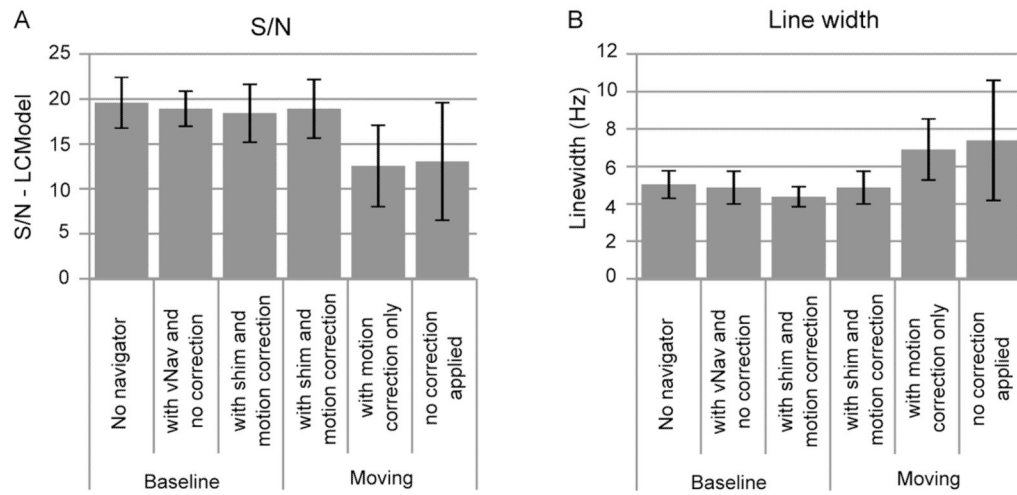 A
S/N
S/N - LCModel
25
20
15
10
5
0
No navigator
with vNav and
no correction
with shim and
motion correction
with shim and
motion correction
with motion
correction only
no correction
applied
Baseline
Moving
B
Line width
Linewidth (Hz)
12
10
8
6
4
2
0
No navigator
with vNav and
no correction
with shim and
motion correction
with shim and
motion correction
with motion
correction only
no correction
applied
Baseline
Moving